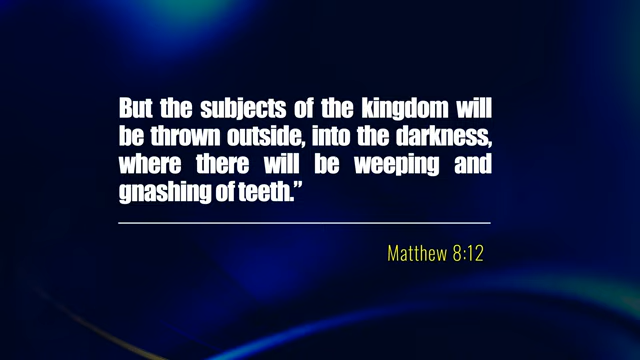 But the subjects of the kingdom will
be thrown outside, into the darkness,
where there will be weeping and
gnashing of teeth.”
Matthew 8:12